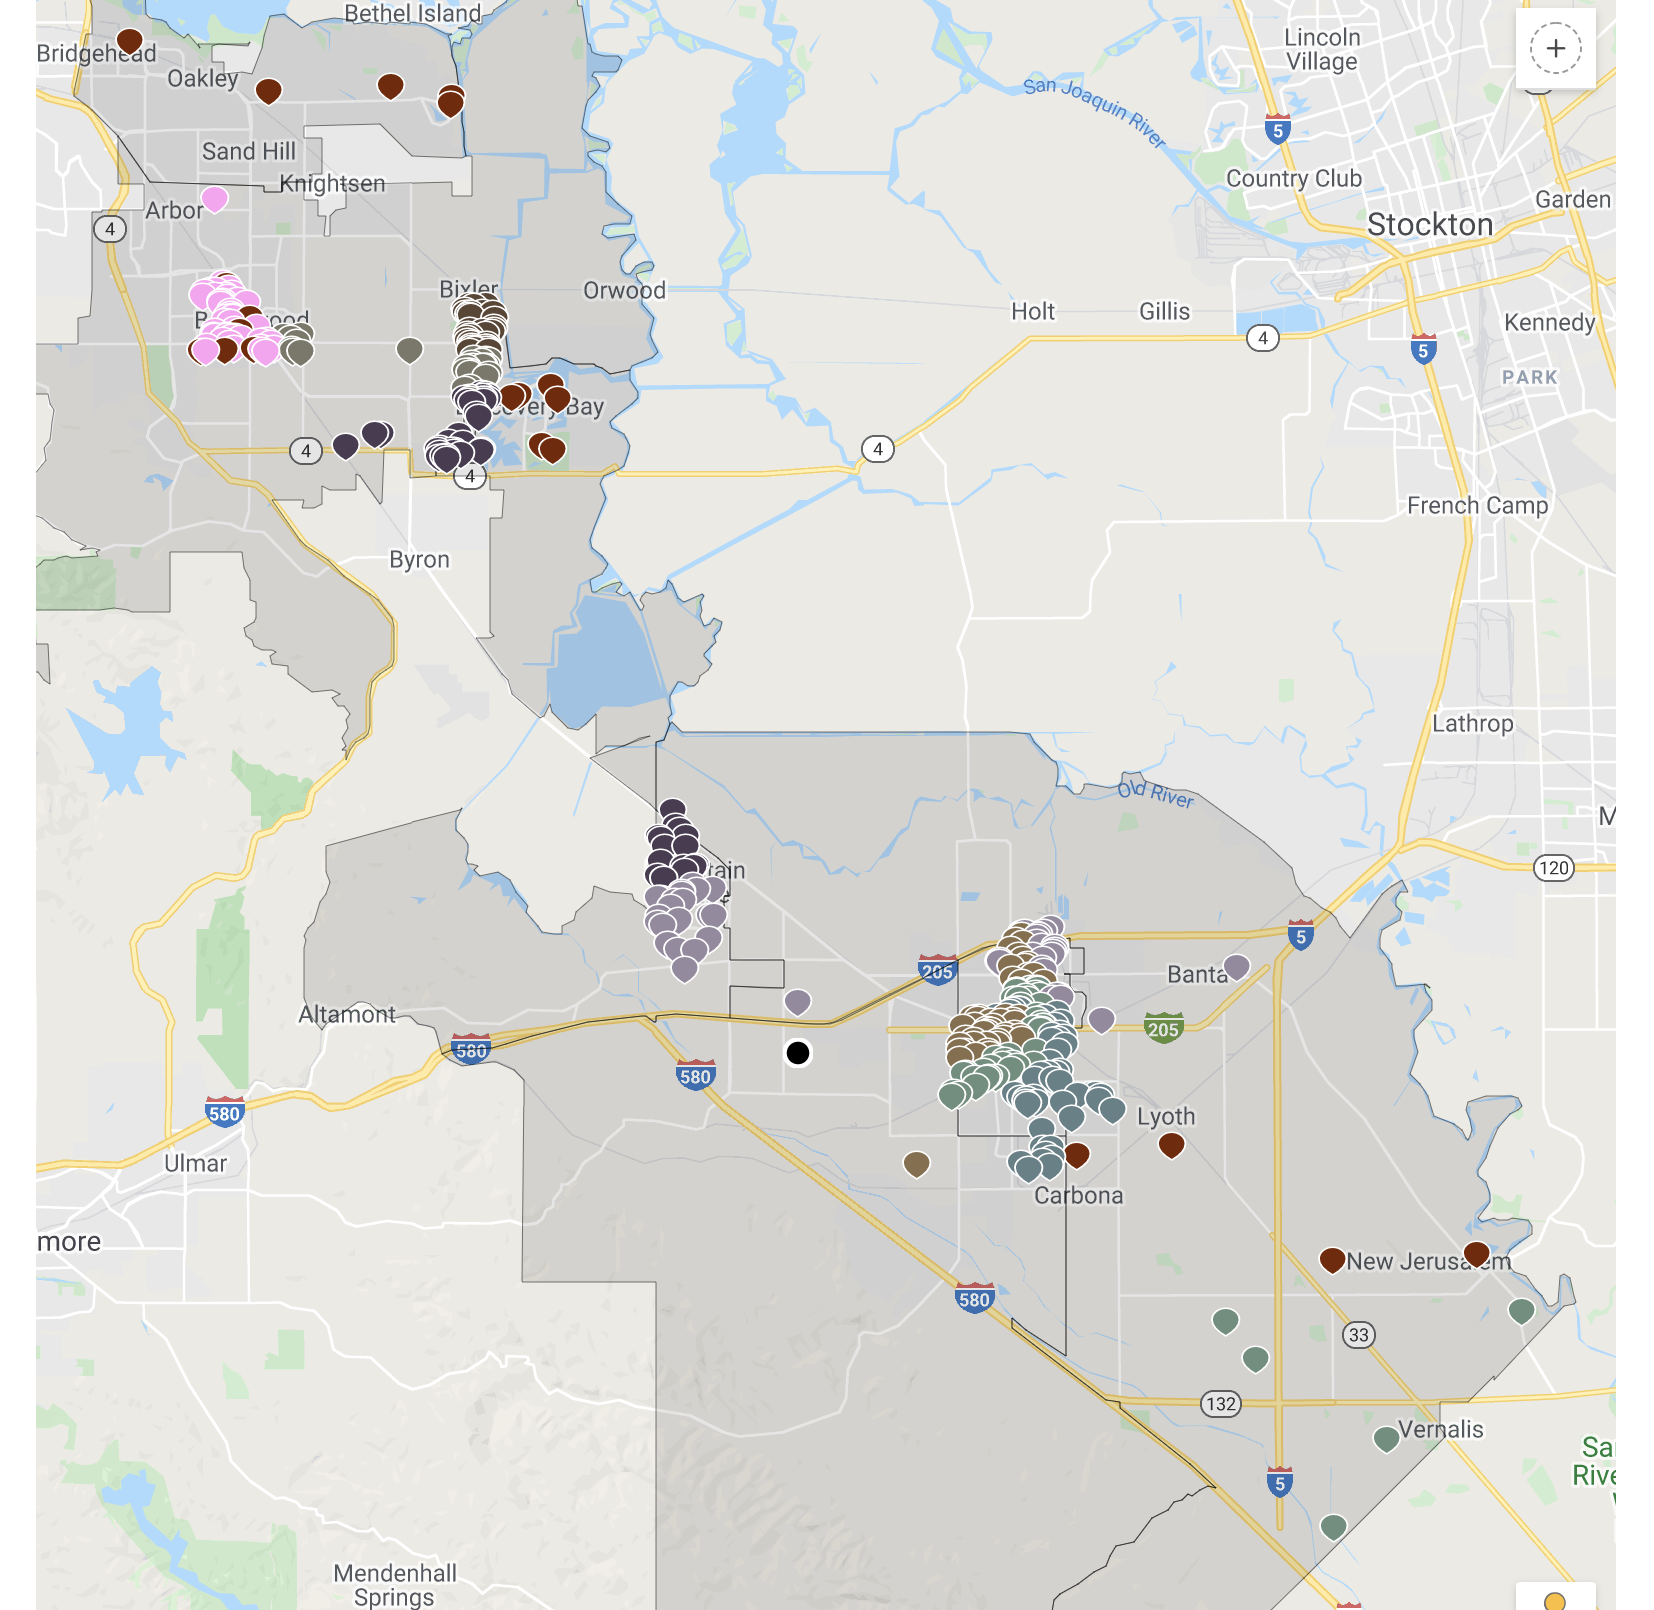 Bethel Island
Bridgehead
Oakley
Lincoln
Village
San Joaquin River
5
Sand Hill
Knightsen
Country Club
Arbor
Garden
4
Stockton
Bixler
Orwood
Holt
Gillis
Kennedy
4
5
PARK
4
4
4
French Camp
Byron
Lathrop
Old River
M
120
rain
5
205
Banta
Altamont
205
580
580
580
Lyoth
Ulmar
Carbona
more
New Jerusalem
580
33
132
Vernalis
Sa
Rive
5
Mendenhall
Springs